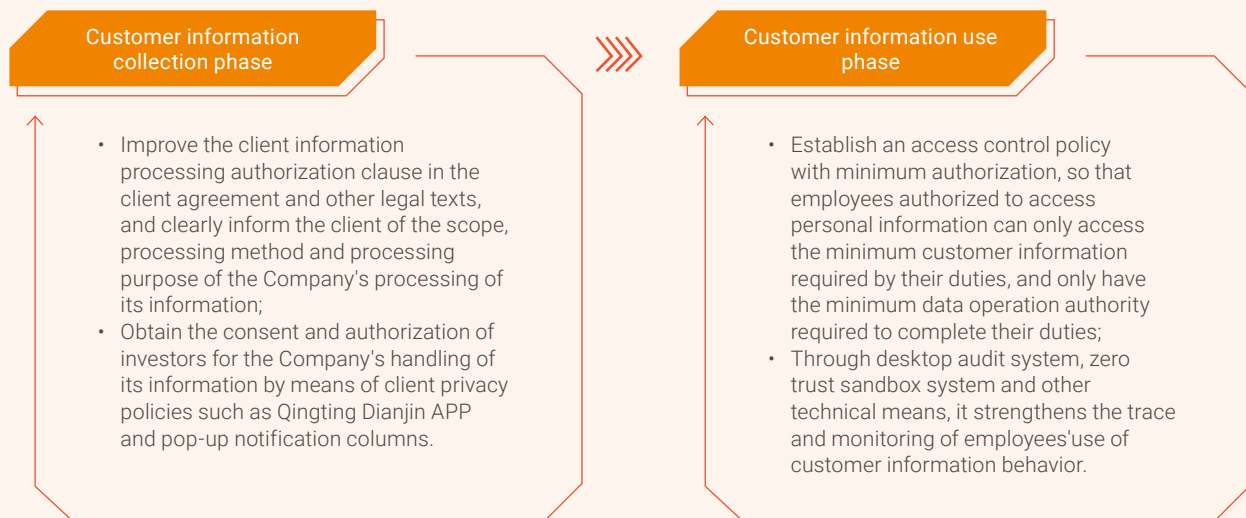 Customer information
collection phase
• Improve the client information
processing authorization clause in the
client agreement and other legal texts,
and clearly inform the client of the scope,
processing method and processing
purpose of the Company's processing of
its information;
• Obtain the consent and authorization of
investors for the Company's handling of
its information by means of client privacy
policies such as Qingting Dianjin APP
and pop-up notification columns.
Customer information use
phase
• Establish an access control policy
with minimum authorization, so that
employees authorized to access
personal information can only access
the minimum customer information
required by their duties, and only have
the minimum data operation authority
required to complete their duties;
• Through desktop audit system, zero
trust sandbox system and other
technical means, it strengthens the trace
and monitoring of employees'use of
customer information behavior.